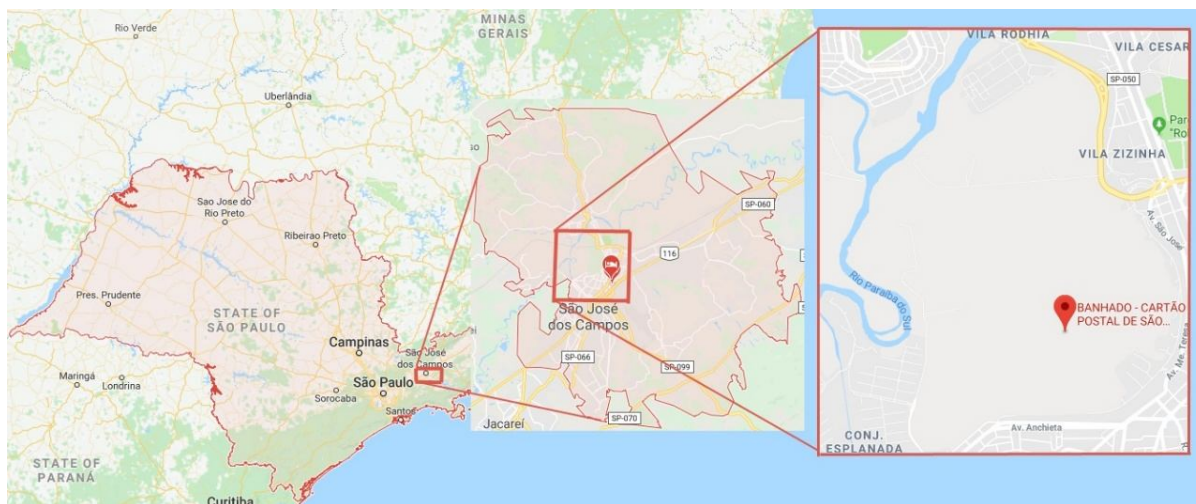 MINAS
GERAIS
Rio Verde
Uberlândia
Sao Jose do
Rio Preto
Ribeirao Preto
Pres. Prudente
STATE OF
SÃO PAULO
Campinas
São José
dos Campos
São Paulo
Sorocaba
Santos
Maringá
Londrina
STATE OF
PARANÁ
Curitiba
SP-060
116
São José
dos Campos
SP-066
SP-099
SP-070
Jacareí
VILA RODHIA
VILA CESAR
SP-050
VILA ZIZINHA
Av. São José
Rio Paraíba do Sul
BANHADO - CARTÃO
POSTAL DE SÃO...
Av. Me. Teresa
Av. Anchieta
CONJ.
ESPLANADA